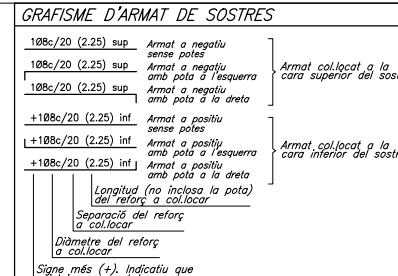 GRAFISME D'ARMAT DE SOSTRES
1Ø8c/20 (2.25) sup
Armat a negatiu
sense potes
1Ø8c/20 (2.25) sup
Armat a negatiu
amb pota a l'esquerra
1Ø8c/20 (2.25) sup
Armat a negatiu
amb pota a la dreta
Armat col.locat a la
cara superior del
+1Ø8c/20 (2.25) inf
Armat a positiu
sense potes
+1Ø8c/20 (2.25) inf
Armat a positiu
amb pota a l'esquerra
+1Ø8c/20 (2.25) inf
Armat a positiu
amb pota a la dreta
Armat col.locat a la
cara inferior del
Longitud (no inclosa la pota)
del reforç a col.locar
Separació del reforç
a col.locar
Diàmetre del reforç
a col.locar
Signe més (+). Indicatiu que